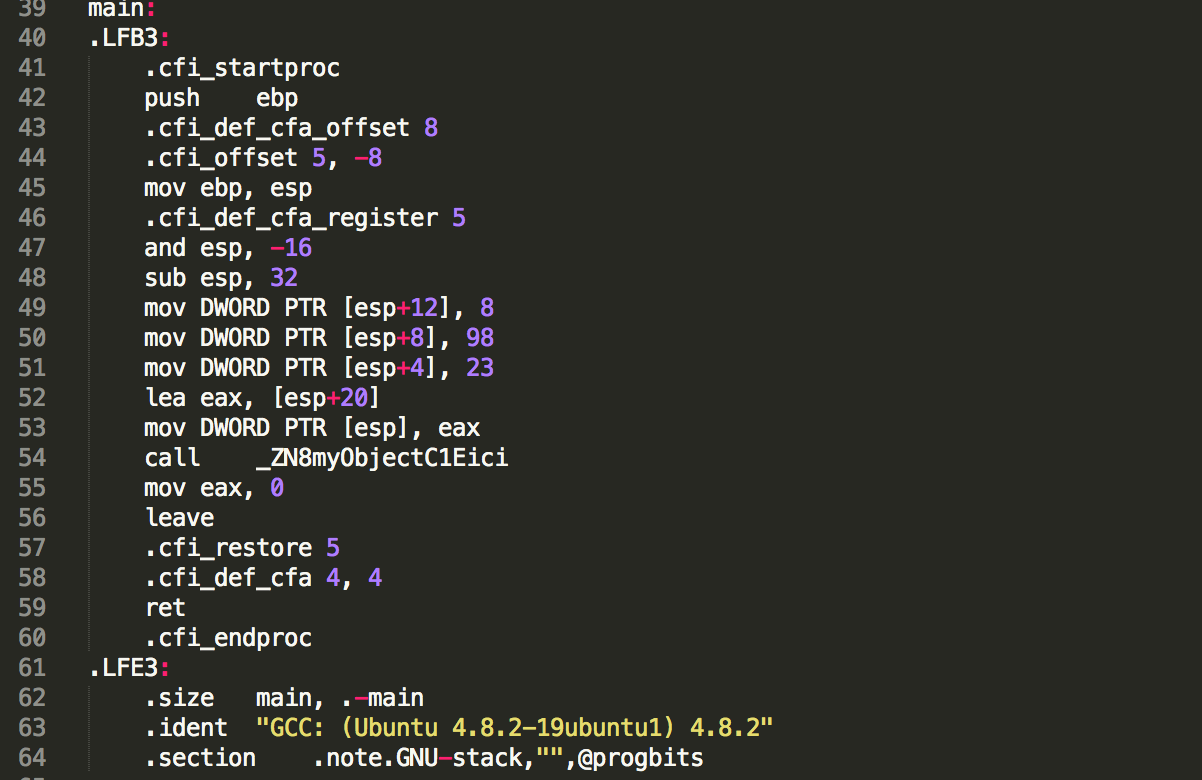 39 main:
40 .LFB3:
41 .cfi_startproc
42 push ebp
43 .cfi_def_cfa_offset 8
44 .cfi_offset 5, -8
45 mov ebp, esp
46 .cfi_def_cfa_register 5
47 and esp, -16
48 sub esp, 32
49 mov DWORD PTR [esp+12], 8
50 mov DWORD PTR [esp+8], 98
51 mov DWORD PTR [esp+4], 23
52 lea eax, [esp+20]
53 mov DWORD PTR [esp], eax
54 call _ZN8myObjectC1Eici
55 mov eax, 0
56 leave
57 .cfi_restore 5
58 .cfi_def_cfa 4, 4
59 ret
60 .cfi_endproc
61 .LFE3:
62 .size main, .-main
63 .ident "GCC: (Ubuntu 4.8.2-19ubuntu1) 4.8.2"
64 .section .note.GNU-stack,"",@progbits